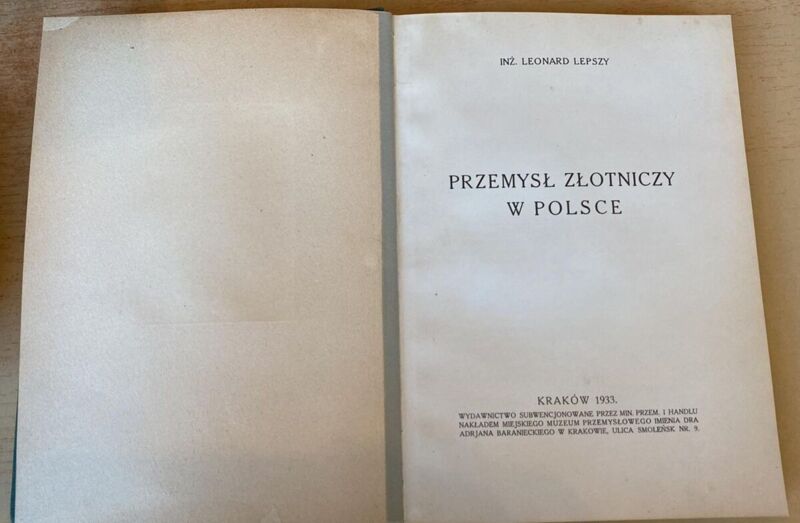 INŻ. LEONARD LEPSZY
PRZEMYSŁ ZŁOTNICZY
W POLSCE
KRAKÓW 1933.
WYDAWNICTWO SUBWENCJONOWANE PRZEZ MIN. PRZEM. I HANDLU
NAKŁADEM MIEJSKIEGO MUZEUM PRZEMYSŁOWEGO IMIENIA DRA
ADRJANA BARANIECKIEGO W KRAKOWIE, ULICA SMOLEŃSK NR. 9.